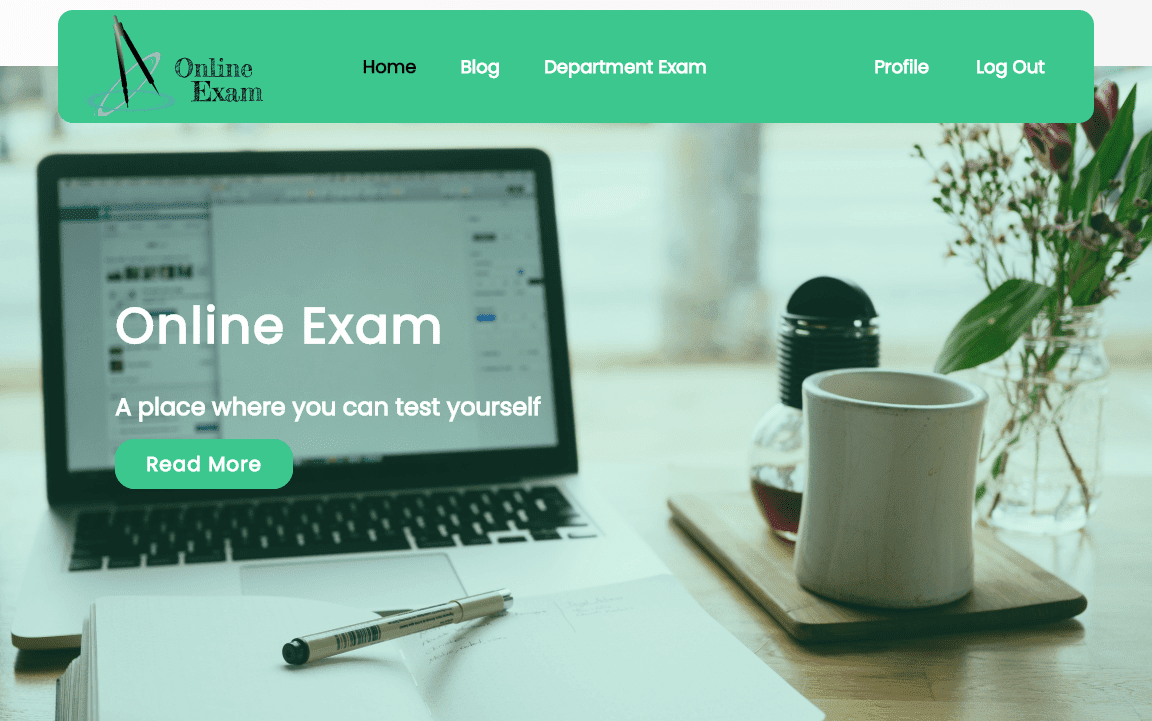 Online
Exam
Home
Blog
Department Exam
Profile
Log Out
Online Exam
A place where you can test yourself
Read More